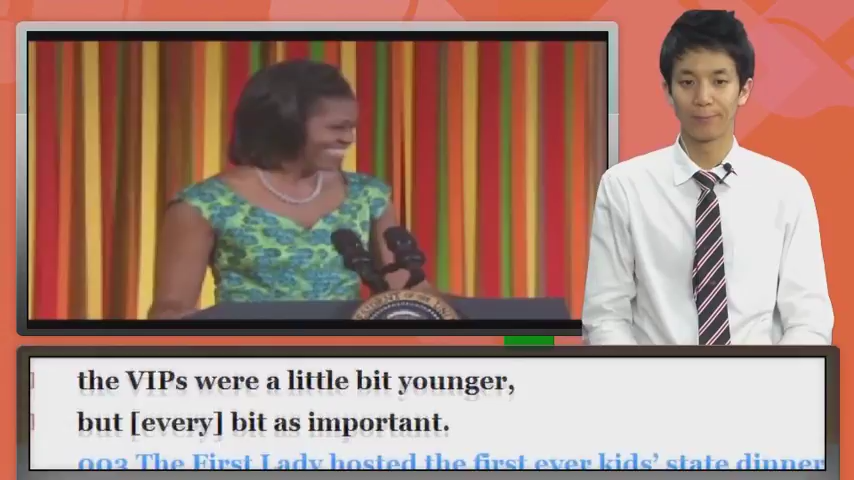 the VIPs were a little bit younger,
but [every] bit as important.
003 The First Lady hosted the first ever kids' state dinner